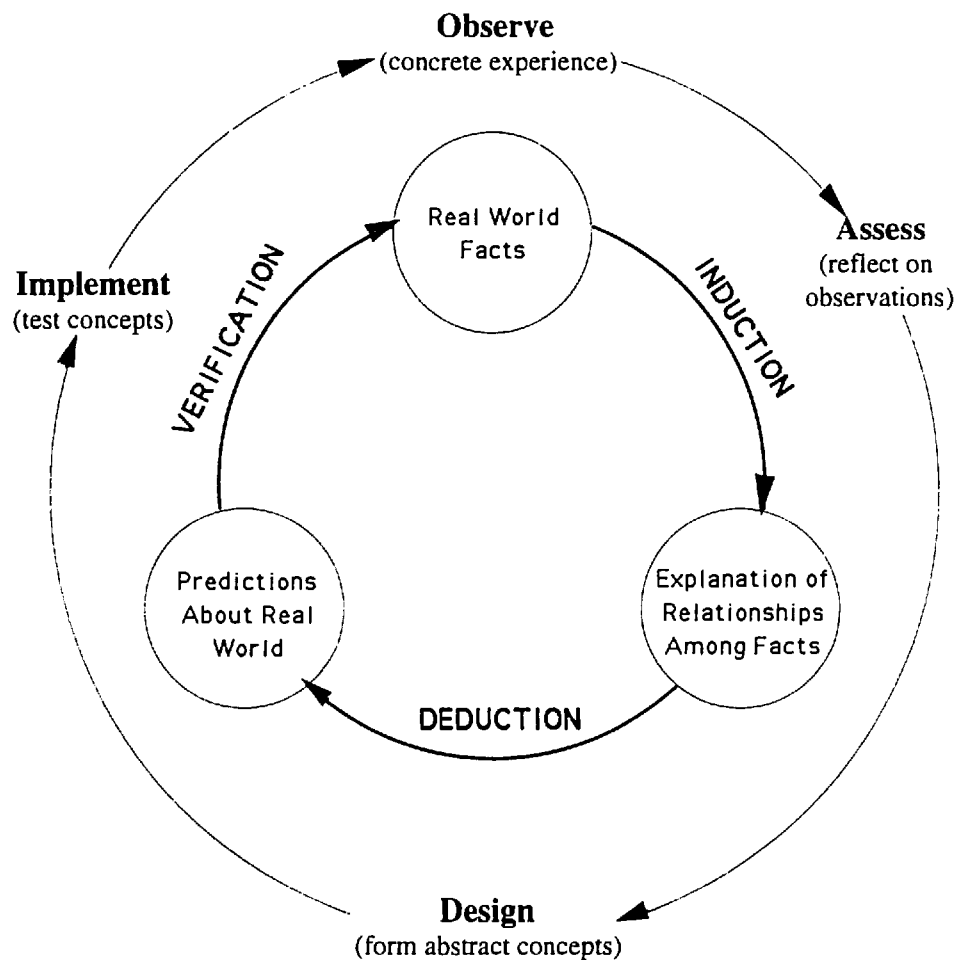 Observe
(concrete experience)
Real World
Facts
Assess
(reflect on
observations)
Implement
(test concepts)
VERIFICATION
INDUCTION
Predictions
About Real
World
Explanation of
Relationships
Among Facts
DEDUCTION
Design
(form abstract concepts)